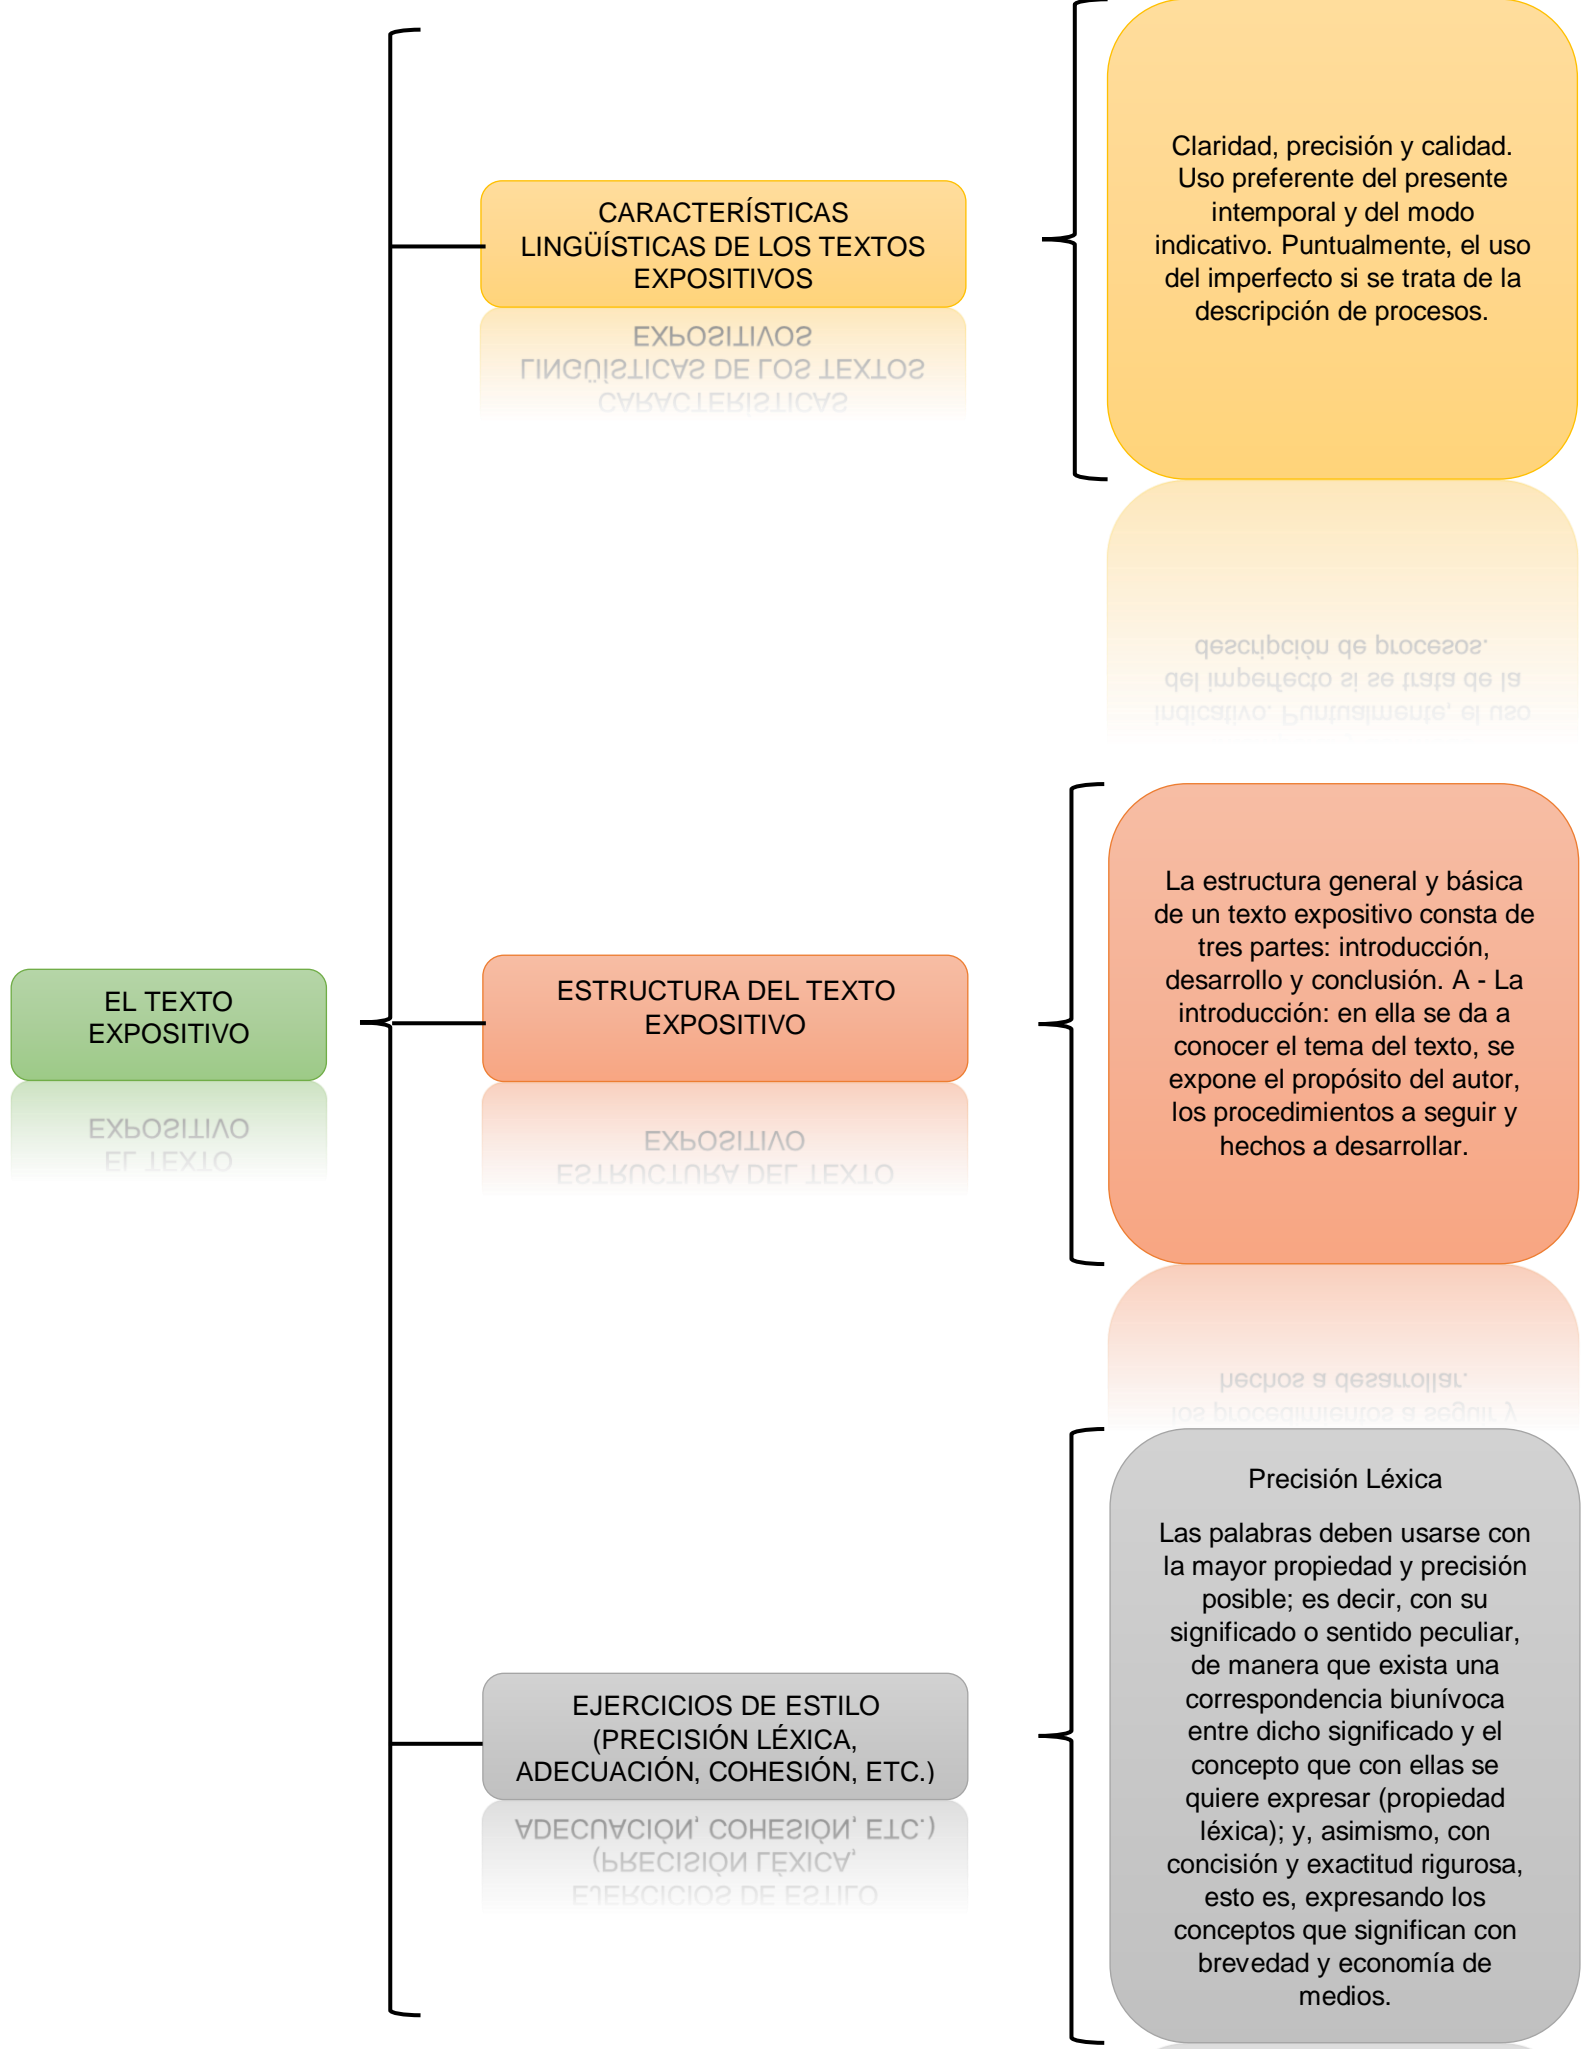 EL TEXTO
EXPOSITIVO
CARACTERÍSTICAS
LINGÜÍSTICAS DE LOS TEXTOS
EXPOSITIVOS
Claridad, precisión y calidad.
Uso preferente del presente
intemporal y del modo
indicativo. Puntualmente, el uso
del imperfecto si se trata de la
descripción de procesos.
ESTRUCTURA DEL TEXTO
EXPOSITIVO
La estructura general y básica
de un texto expositivo consta de
tres partes: introducción,
desarrollo y conclusión. A - La
introducción: en ella se da a
conocer el tema del texto, se
expone el propósito del autor,
los procedimientos a seguir y
hechos a desarrollar.
EJERCICIOS DE ESTILO
(PRECISIÓN LÉXICA,
ADECUACIÓN, COHESIÓN, ETC.)
Precisión Léxica
Las palabras deben usarse con
la mayor propiedad y precisión
posible; es decir, con su
significado o sentido peculiar,
de manera que exista una
correspondencia biunívoca
entre dicho significado y el
concepto que con ellas se
quiere expresar (propiedad
léxica); y, asimismo, con
concisión y exactitud rigurosa,
esto es, expresando los
conceptos que significan con
brevedad y economía de
medios.